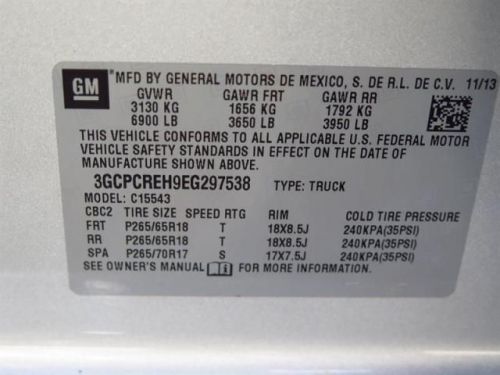 GM MFD BY GENERAL MOTORS DE MEXICO, S. DE R.L. DE C.V. 11/13
GVWR GAWR FRT GAWR RR
3130 KG 1656 KG 1792 KG
6900 LB 3650 LB 3950 LB
THIS VEHICLE CONFORMS TO ALL APPLICABLE U.S. FEDERAL MOTOR
VEHICLE SAFETY STANDARDS IN EFFECT ON THE DATE OF
MANUFACTURE SHOWN ABOVE.
3GCPCREH9EG297538 TYPE: TRUCK
MODEL: C15543
CBC2 TIRE SIZE SPEED RTG RIM COLD TIRE PRESSURE
FRT P265/65R18 T 18X8.5J 240KPA(35PSI)
RR P265/65R18 T 18X8.5J 240KPA(35PSI)
SPA P265/70R17 S 17X7.5J 240KPA(35PSI)
SEE OWNER'S MANUAL FOR MORE INFORMATION.